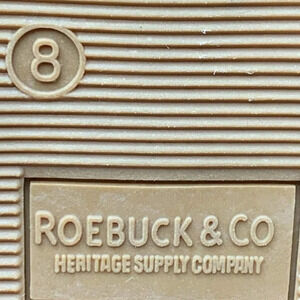 8
ROEBUCK & CO
HERITAGE SUPPLY COMPANY